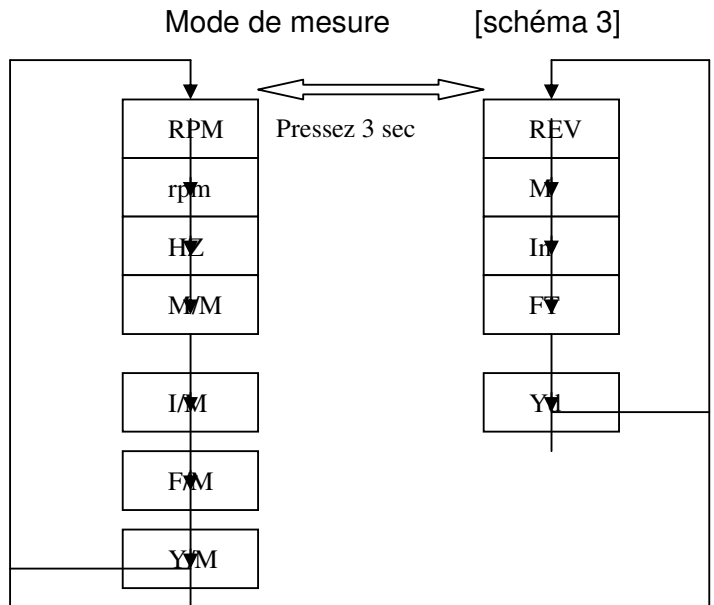 Mode de mesure [schéma 3]
RPM Pressez 3 sec REV
rpm M
HZ In
M/M FT
I/M Yd
F/M
Y/M